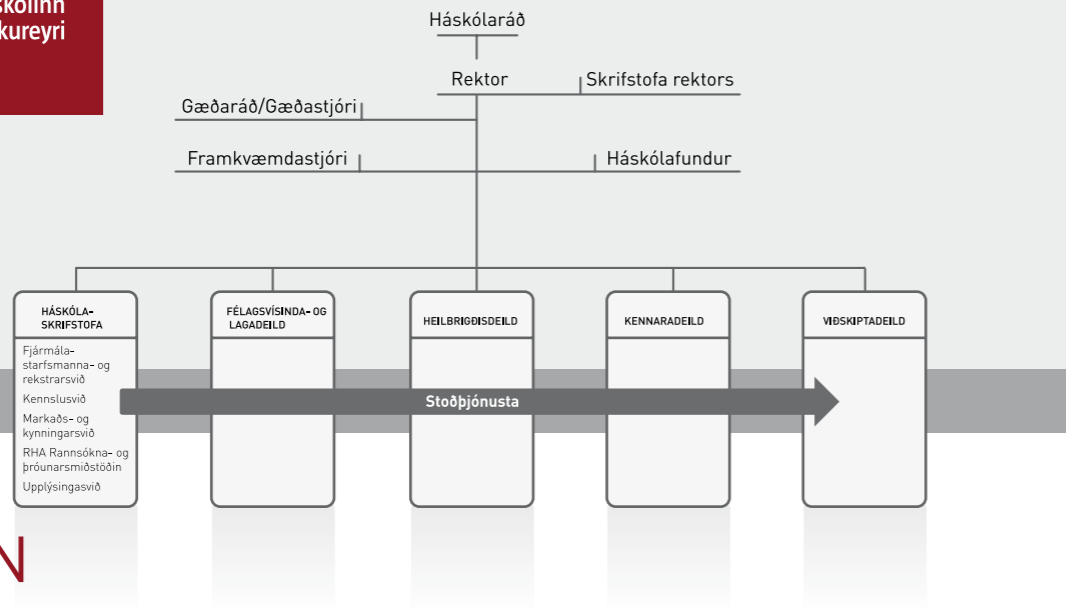 skólinn
kureyri
Háskólaráð
Rektor
Skrifstofa rektors
Gæðaráð/Gæðastjóri
Framkvæmdastjóri
Háskólafundur
HÁSKÓLA-
SKRIFSTOFA
Fjármála-
starfsmanna- og
rekstrarsvið
Kennslusvið
Markaðs- og
kynningarsvið
RHA Rannsókna- og
þróunarmiðstöðin
Upplýsingasvið
FÉLAGSVÍSINDA- OG
LAGADEILD
HEILBRIGÐISDEILD
KENNARADEILD
VIÐSKIPTADEILD
Stoðþjónusta
N